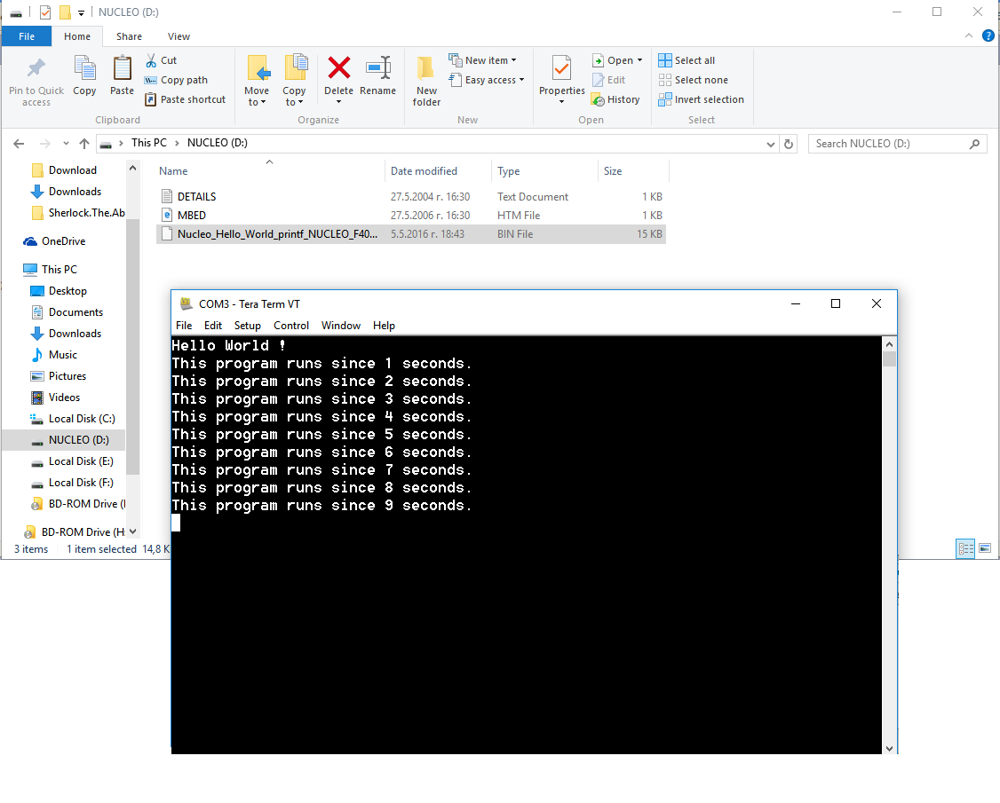 NUCLEO (D:)
File Home Share View
Pin to Quick access
Copy
Paste
Cut
Copy path
Paste shortcut
Clipboard
Move to
Copy to
Delete
Rename
Organize
New folder
New item
Easy access
New
Properties
Open
Edit
History
Open
Select all
Select none
Invert selection
Select
This PC > NUCLEO (D:)
Search NUCLEO (D:)
Download
Downloads
Sherlock.The.Ab
OneDrive
This PC
Desktop
Documents
Downloads
Music
Pictures
Videos
Local Disk (C:)
NUCLEO (D:)
Local Disk (E:)
Local Disk (F:)
BD-ROM Drive (
BD-ROM Drive (H:
Name Date modified Type Size
DETAILS 27.5.2004 г. 16:30 Text Document 1 KB
MBED 27.5.2006 г. 16:30 HTM File 1 KB
Nucleo_Hello_World_printf_NUCLEO_F40... 5.5.2016 г. 18:43 BIN File 15 KB
3 items 1 item selected 14,8 K
COM3 - Tera Term VT
File Edit Setup Control Window Help
Hello World !
This program runs since 1 seconds.
This program runs since 2 seconds.
This program runs since 3 seconds.
This program runs since 4 seconds.
This program runs since 5 seconds.
This program runs since 6 seconds.
This program runs since 7 seconds.
This program runs since 8 seconds.
This program runs since 9 seconds.